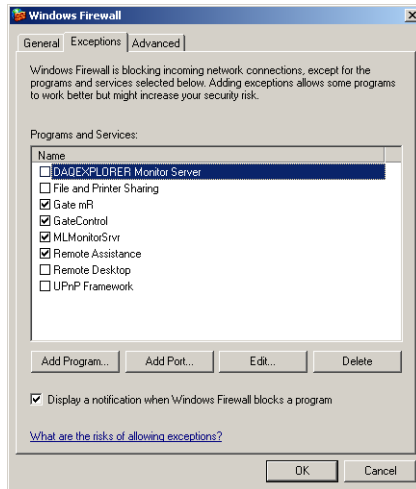 Windows Firewall
General Exceptions Advanced
Windows Firewall is blocking incoming network connections, except for the
programs and services selected below. Adding exceptions allows some programs
to work better but might increase your security risk.
Programs and Services:
Name
DAQEXPLORER Monitor Server
File and Printer Sharing
Gate mR
GateControl
MLMonitorSrvr
Remote Assistance
Remote Desktop
UPnP Framework
Add Program... Add Port... Edit... Delete
Display a notification when Windows Firewall blocks a program
What are the risks of allowing exceptions?
OK Cancel